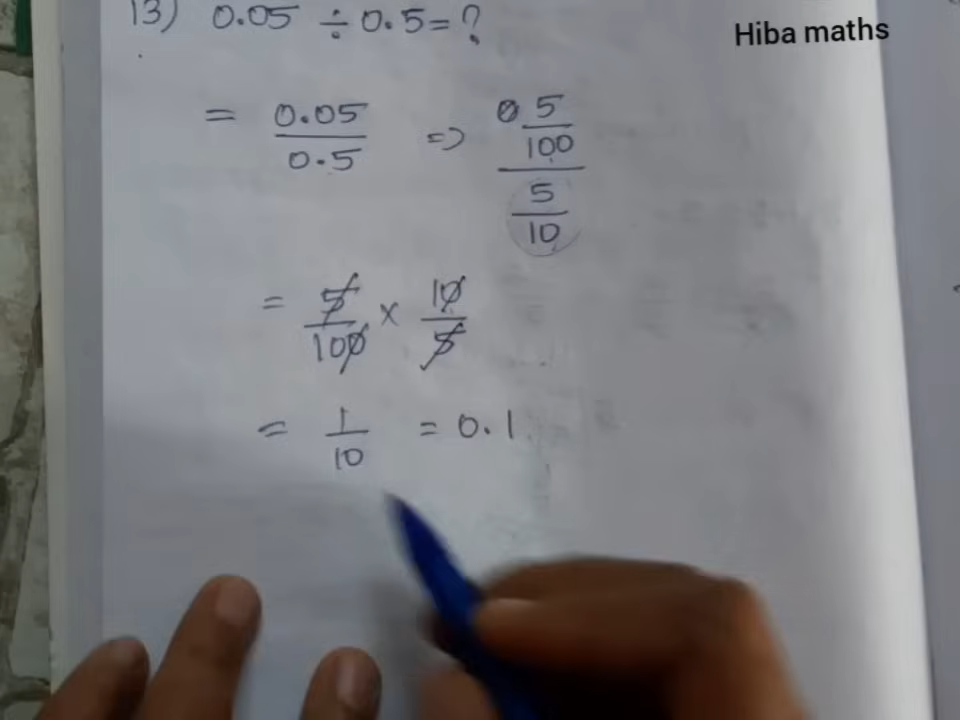 13) 0.05 ÷ 0.5 = ?
Hiba maths
= 0.05/0.5 => 5/100 / 5/10
= 5/100 x 10/5
= 1/10 = 0.1